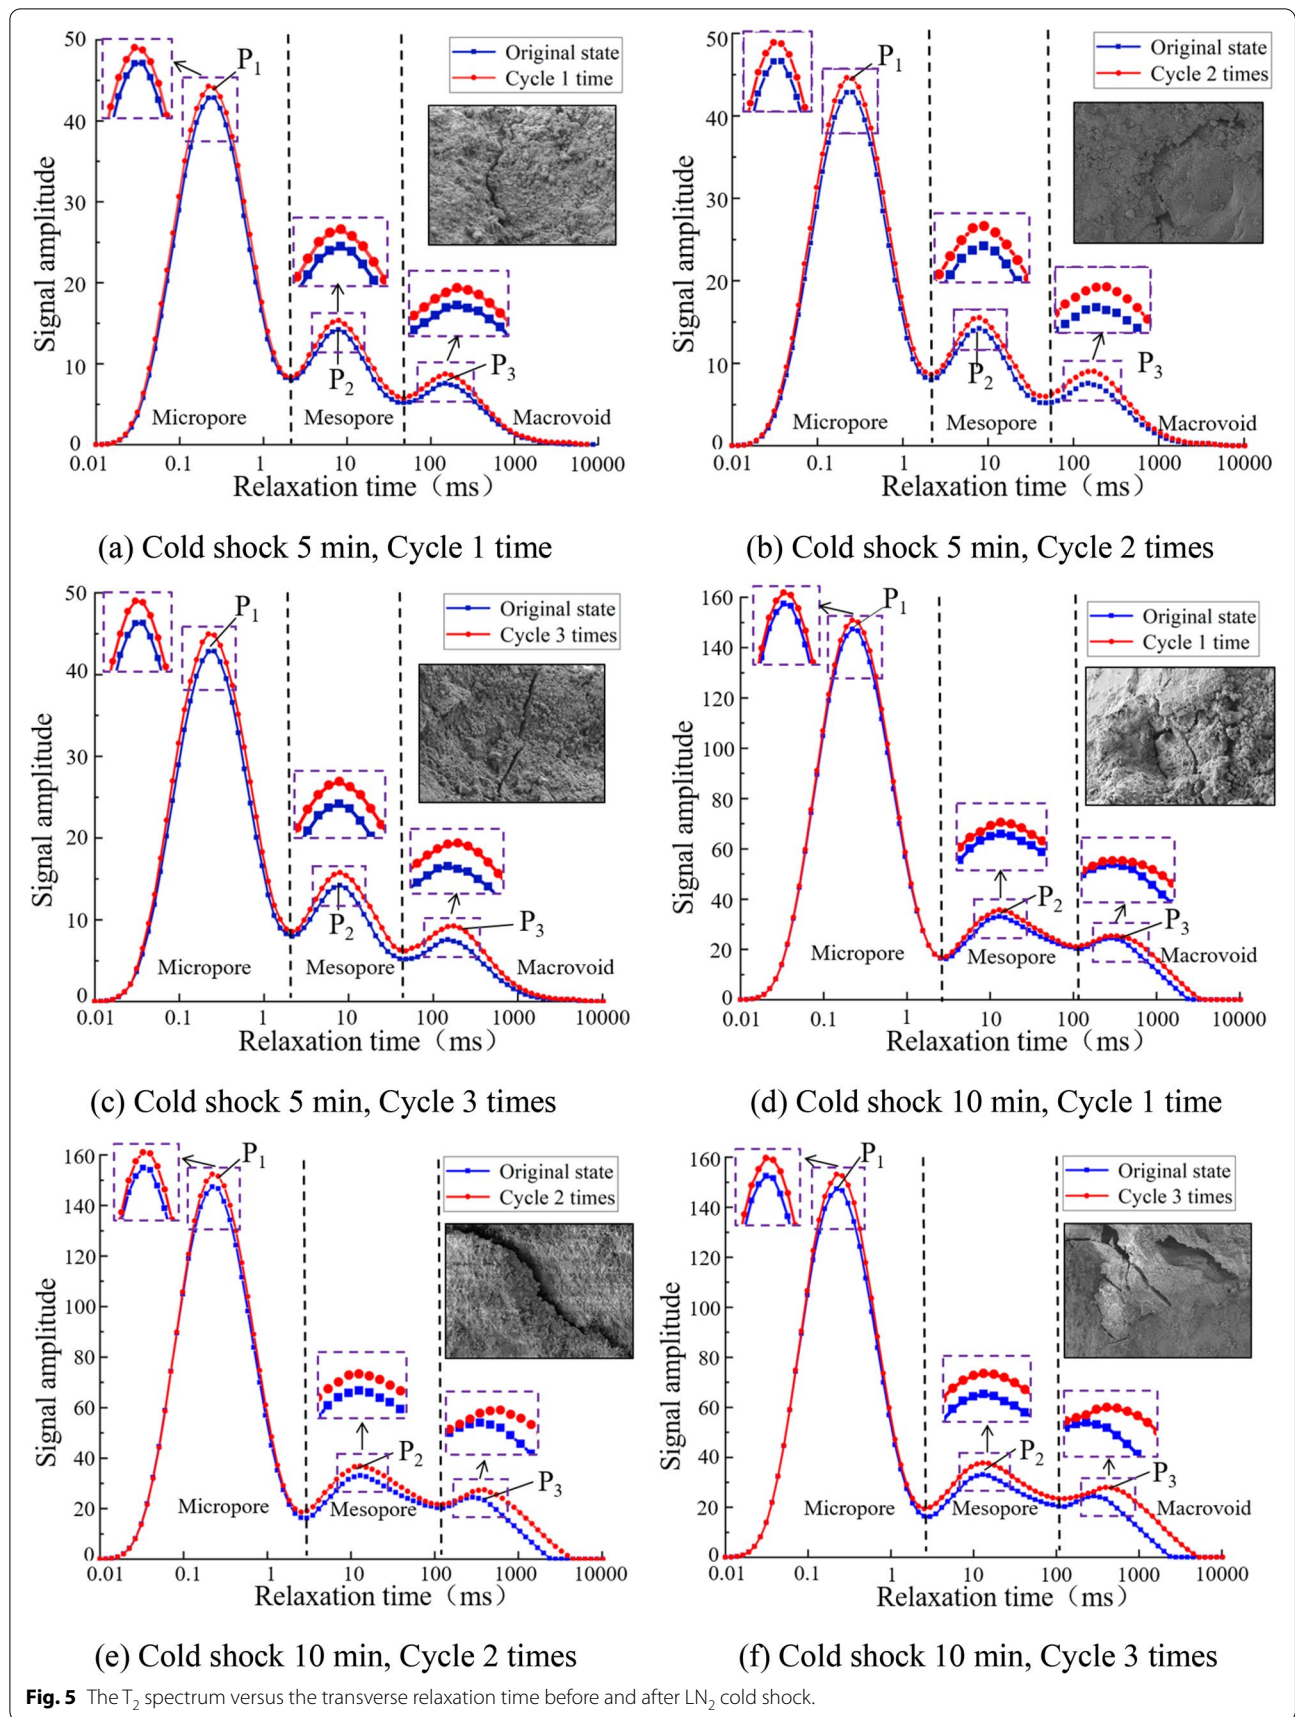 50
40
30
20
10
0
Signal amplitude
P1
P2
P3
Original state
Cycle 1 time
Micropore
Mesopore
Macrovoid
0.01 0.1 1 10 100 1000 10000
Relaxation time（ms）
(a) Cold shock 5 min, Cycle 1 time
50
40
30
20
10
0
Signal amplitude
P1
P2
P3
Original state
Cycle 2 times
Micropore
Mesopore
Macrovoid
0.01 0.1 1 10 100 1000 10000
Relaxation time（ms）
(b) Cold shock 5 min, Cycle 2 times
50
40
30
20
10
0
Signal amplitude
P1
P2
P3
Original state
Cycle 3 times
Micropore
Mesopore
Macrovoid
0.01 0.1 1 10 100 1000 10000
Relaxation time（ms）
(c) Cold shock 5 min, Cycle 3 times
160
140
120
100
80
60
40
20
0
Signal amplitude
P1
P2
P3
Original state
Cycle 1 time
Micropore
Mesopore
Macrovoid
0.01 0.1 1 10 100 1000 10000
Relaxation time（ms）
(d) Cold shock 10 min, Cycle 1 time
160
140
120
100
80
60
40
20
0
Signal amplitude
P1
P2
P3
Original state
Cycle 2 times
Micropore
Mesopore
Macrovoid
0.01 0.1 1 10 100 1000 10000
Relaxation time（ms）
(e) Cold shock 10 min, Cycle 2 times
160
140
120
100
80
60
40
20
0
Signal amplitude
P1
P2
P3
Original state
Cycle 3 times
Micropore
Mesopore
Macrovoid
0.01 0.1 1 10 100 1000 10000
Relaxation time（ms）
(f) Cold shock 10 min, Cycle 3 times
Fig. 5 The T2 spectrum versus the transverse relaxation time before and after LN2 cold shock.